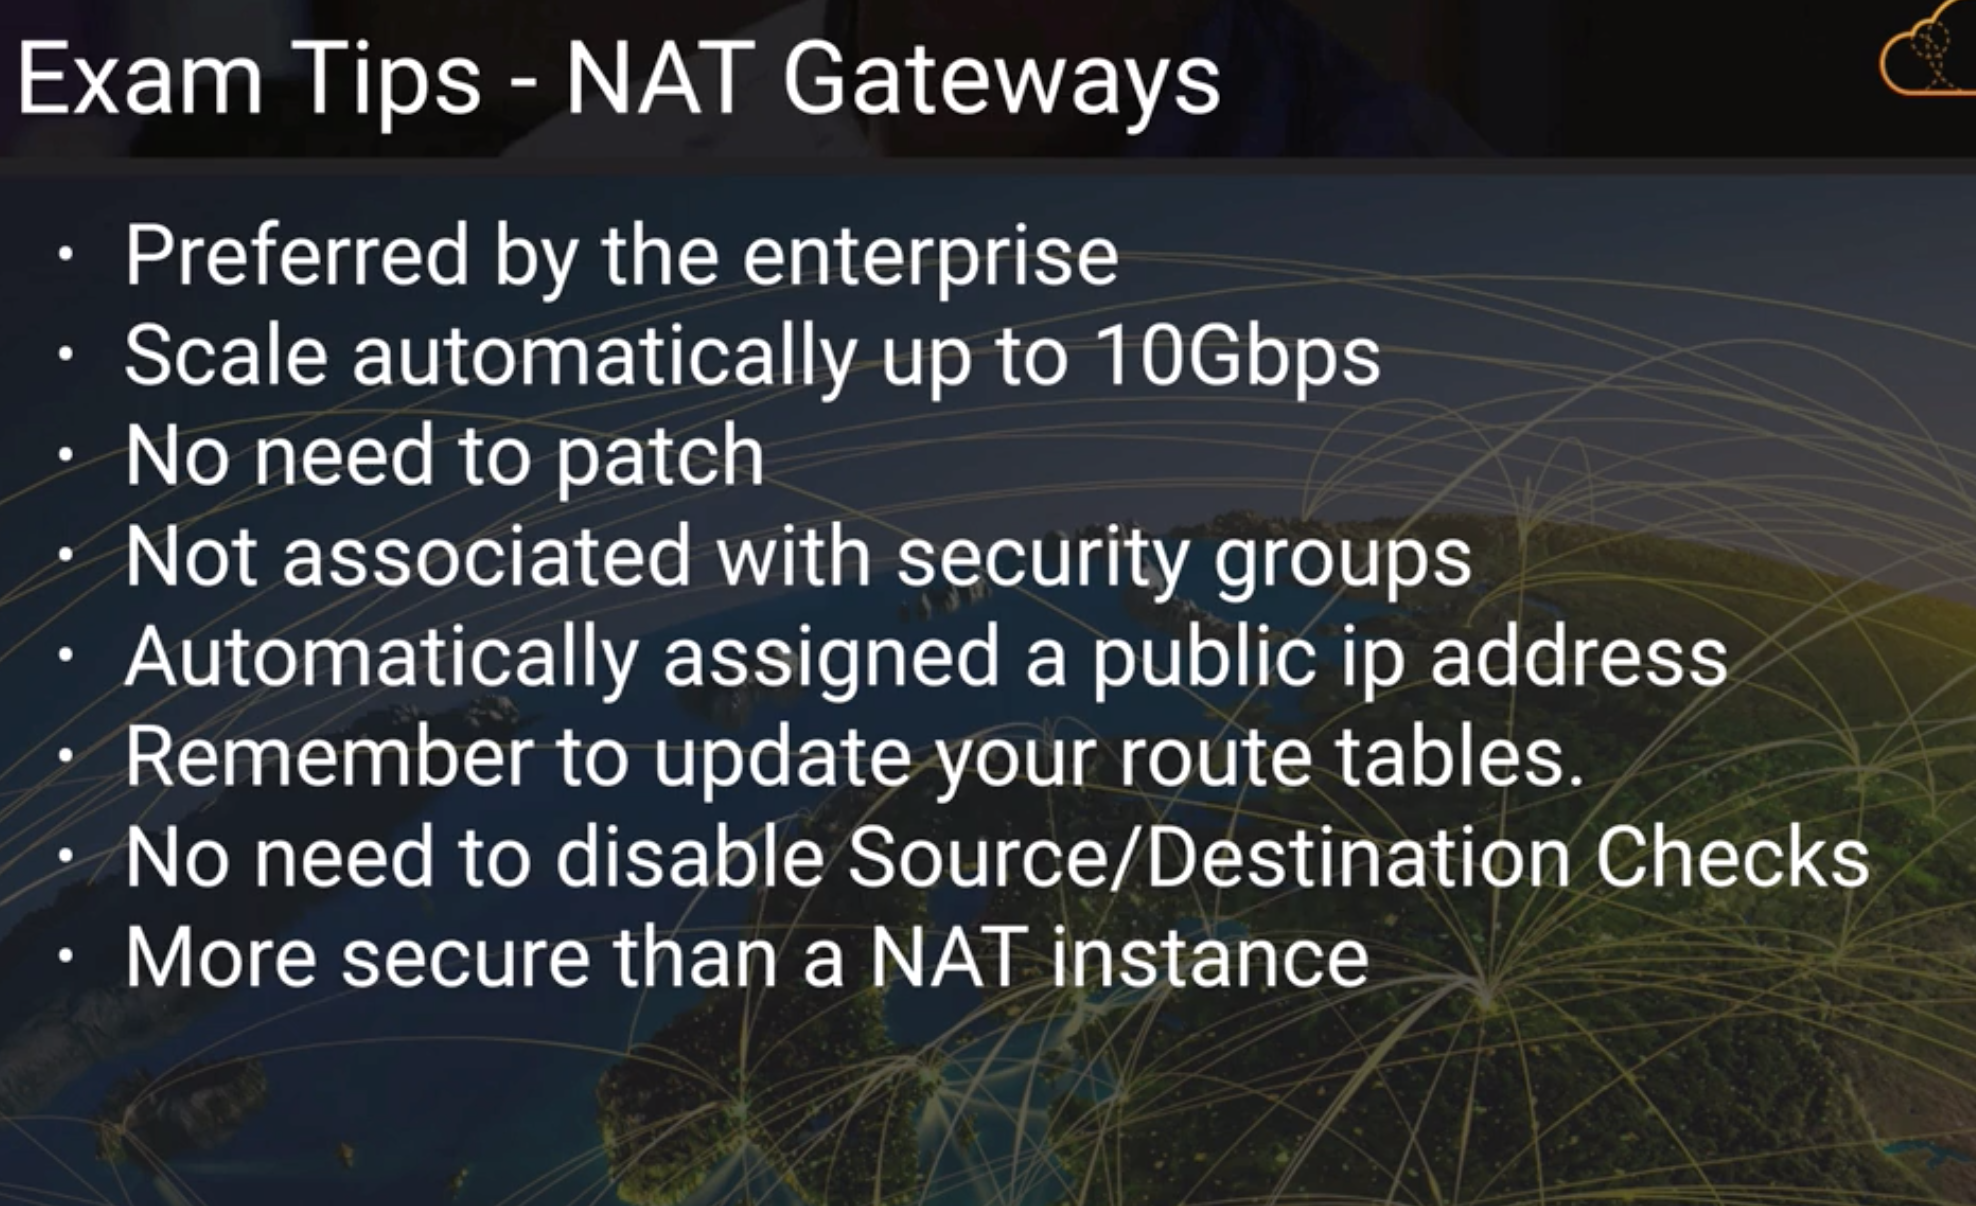 Exam Tips - NAT Gateways
· Preferred by the enterprise
· Scale automatically up to 10Gbps
· No need to patch
· Not associated with security groups
· Automatically assigned a public ip address
· Remember to update your route tables.
· No need to disable Source/Destination Checks
· More secure than a NAT instance